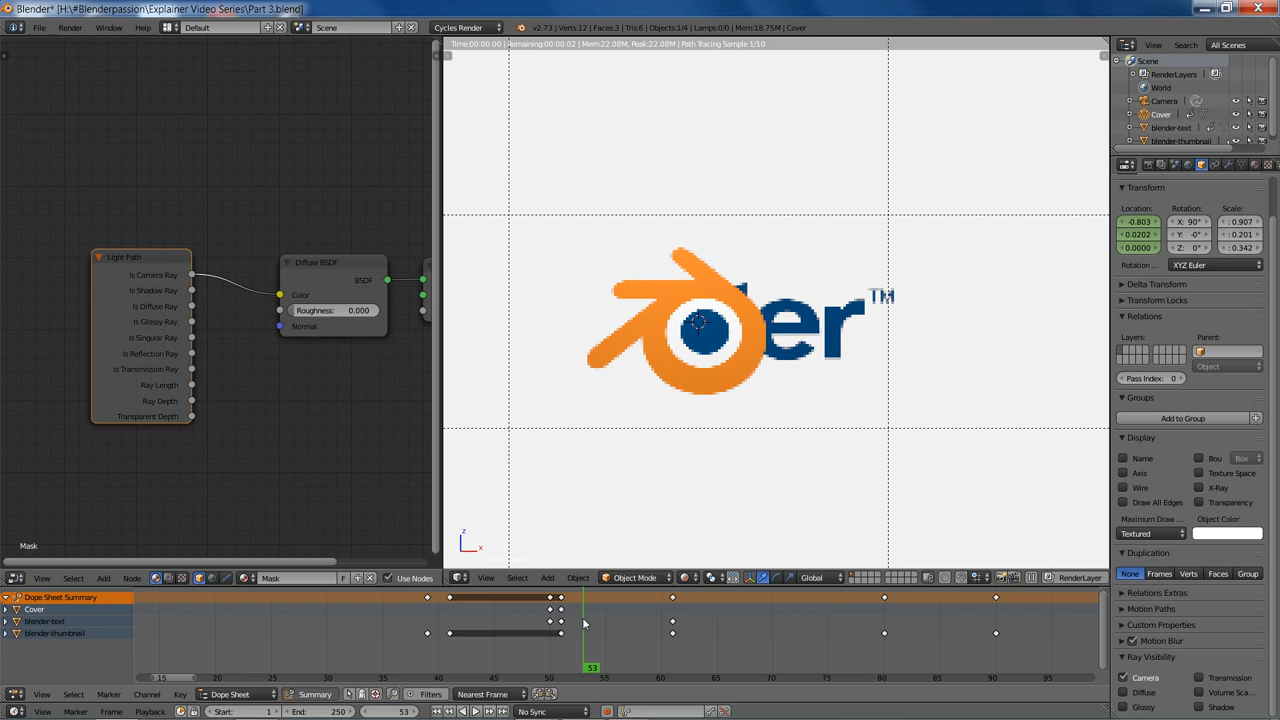 Blender* [H:\#Blenderpassion\Explainer Video Series\Part 3.blend]
File Render Window Help Default Scene Cycles Render v2.73 | Verts:12 | Faces:3 | Tris:6 | Objects:1/4 | Lamps:0/0 | Mem:18.75M | Cover
Time:00:00.00 | Remaining:00:00.02 | Mem:22.08M, Peak:22.08M | Path Tracing Sample 1/10
View Search All Scenes
Scene
RenderLayers
World
Camera
Cover
blender-text
blender-thumbnail
Transform
Location: Rotation: Scale:
-0.803 X: 90° : 0.907
0.0202 Y: -0° : 0.201
0.0000 Z: 0° : 0.342
Rotation ... XYZ Euler
Delta Transform
Transform Locks
Relations
Layers: Parent:
Object
Pass Index: 0
Groups
Add to Group
Display
Name Bou Box
Axis Texture Space
Wire X-Ray
Draw All Edges Transparency
Maximum Draw ... Object Color:
Textured
Duplication
None Frames Verts Faces Group
Relations Extras
Motion Paths
Custom Properties
Motion Blur
Ray Visibility
Camera Transmission
Diffuse Volume Sca...
Glossy Shadow
Light Path
Is Camera Ray
Is Shadow Ray
Is Diffuse Ray
Is Glossy Ray
Is Singular Ray
Is Reflection Ray
Is Transmission Ray
Ray Length
Ray Depth
Transparent Depth
Diffuse BSDF
BSDF
Color
Roughness: 0.000
Normal
der™
z
x
Mask
View Select Add Node Mask F Use Nodes
View Select Add Object Object Mode Global RenderLayer
Dope Sheet Summary
Cover
blender-text
blender-thumbnail
15 20 25 30 35 40 45 50 53 55 60 65 70 75 80 85 90 95
View Select Marker Channel Key Dope Sheet Summary Filters Nearest Frame
View Marker Frame Playback Start: 1 End: 250 53 No Sync